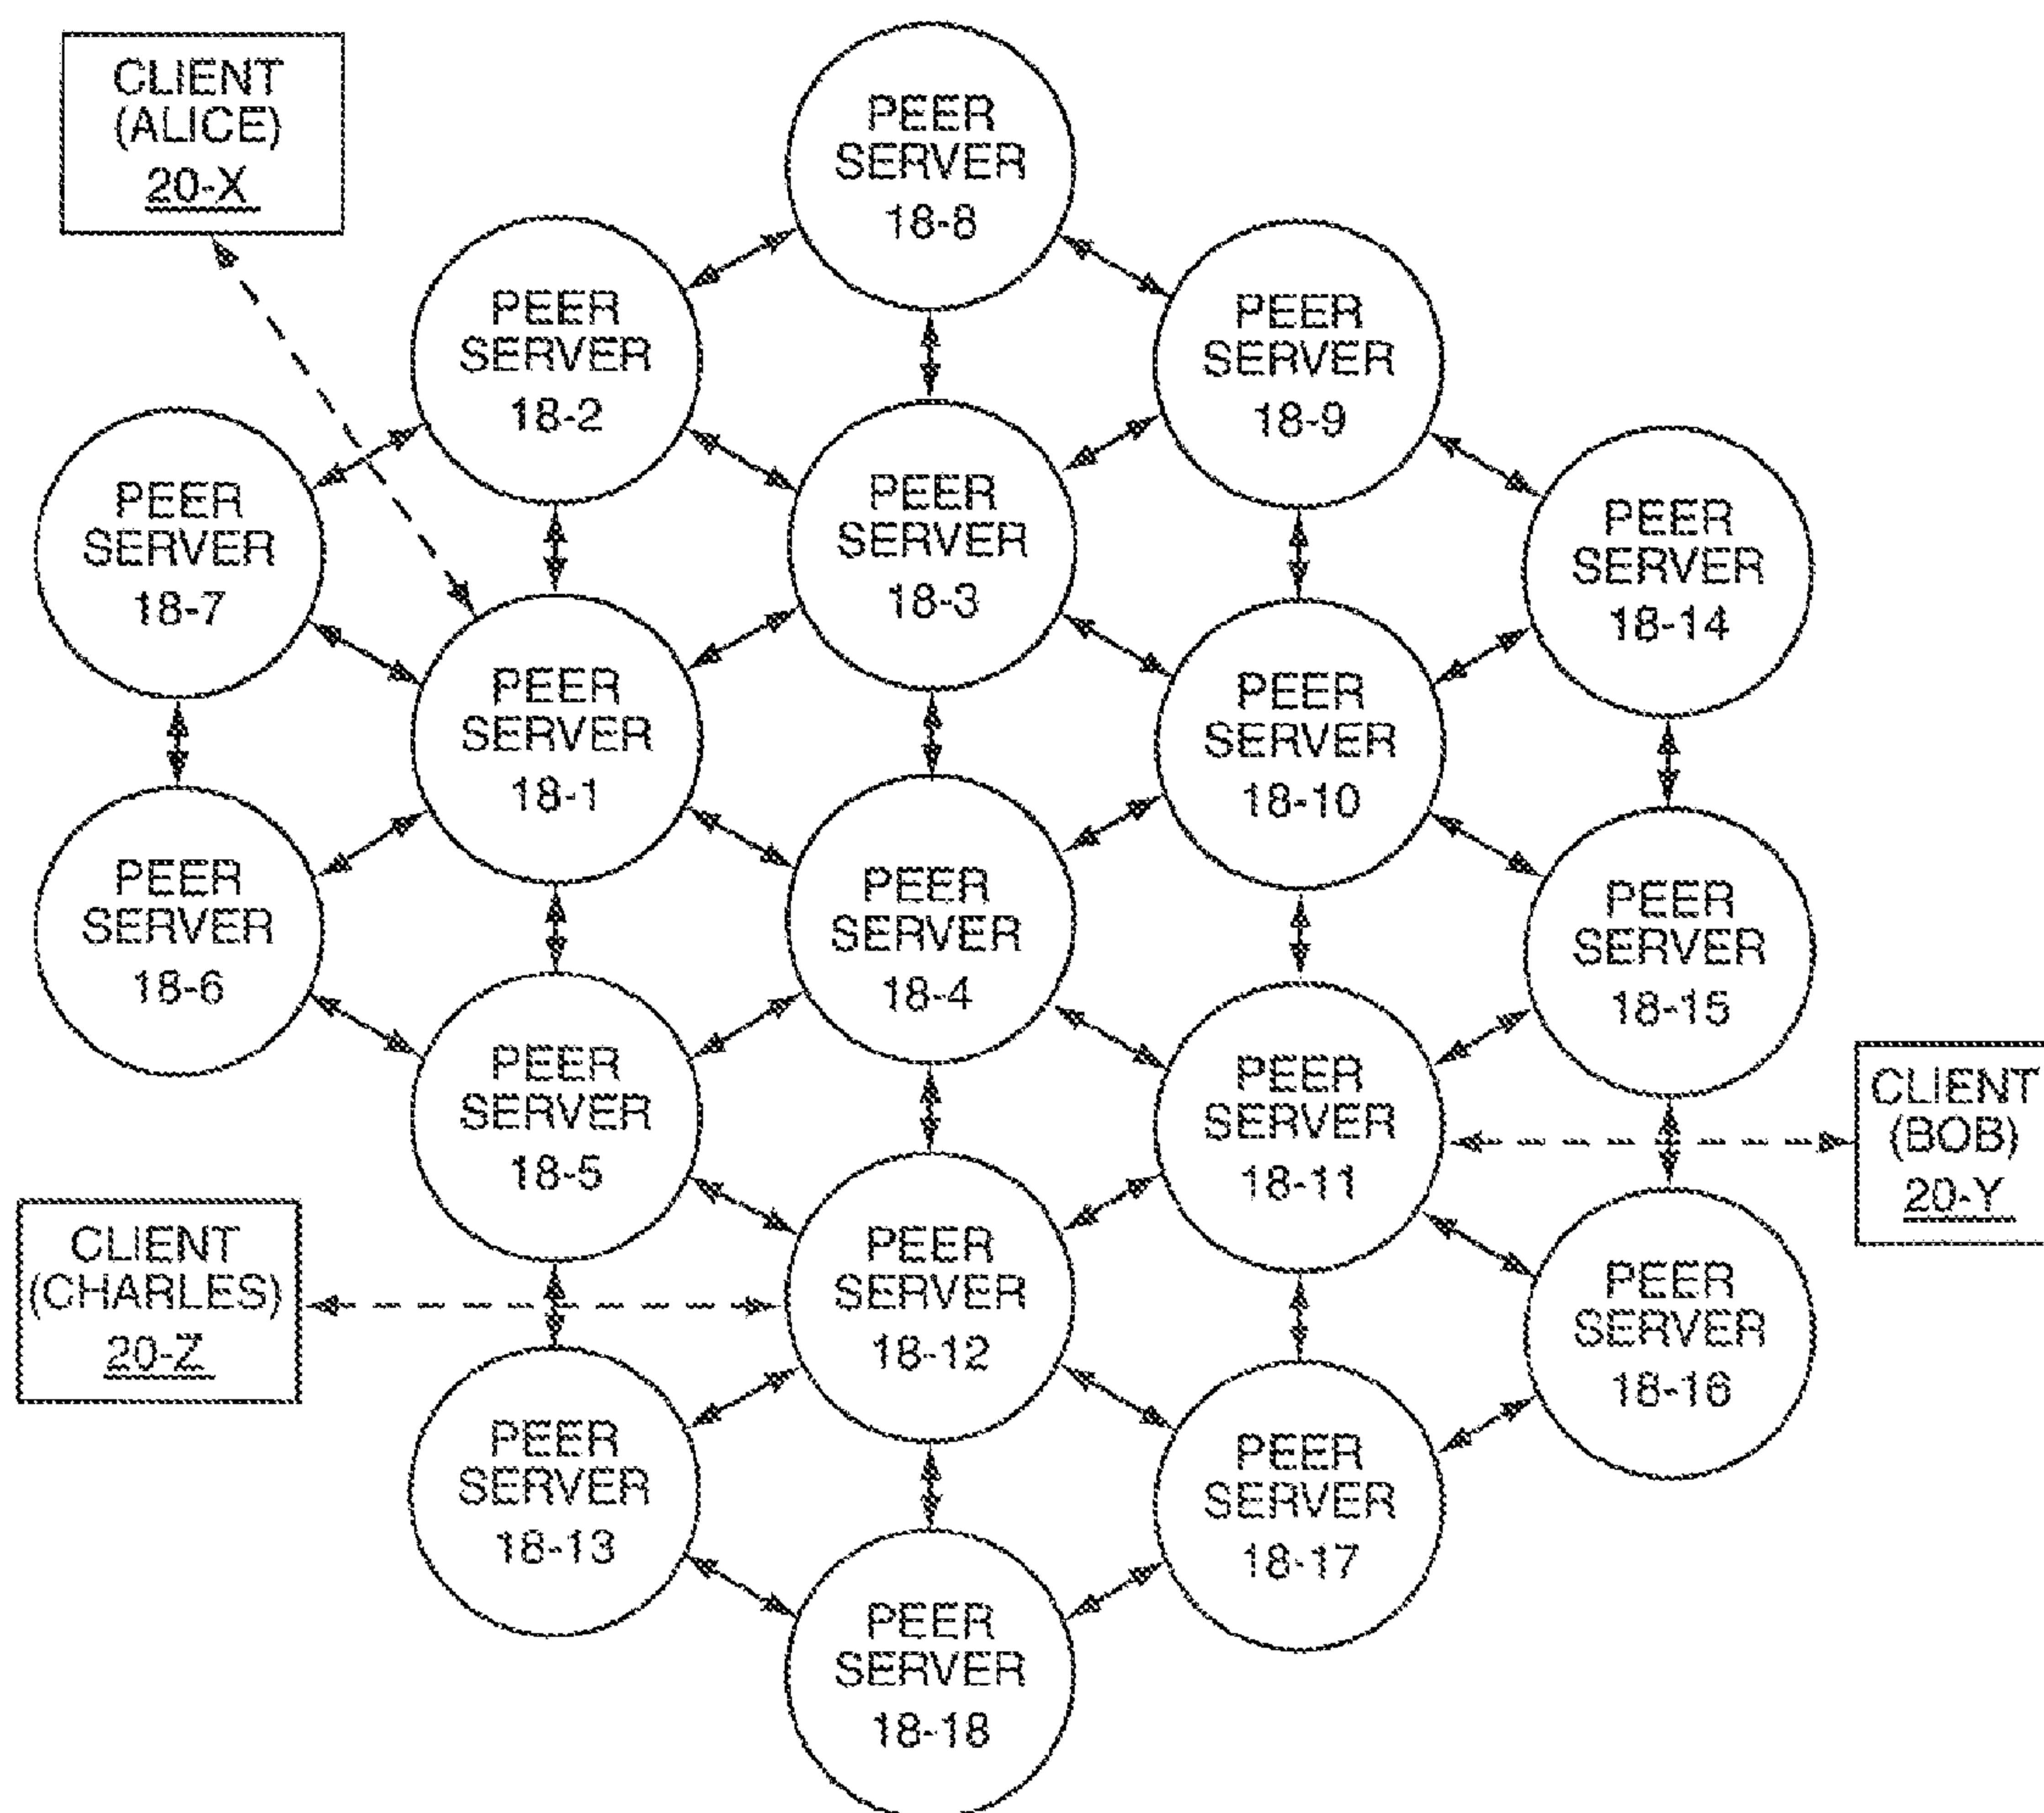 CLIENT
(ALICE)
20-X
PEER
SERVER
18-8
PEER
SERVER
18-2
PEER
SERVER
18-9
PEER
SERVER
18-7
PEER
SERVER
18-3
PEER
SERVER
18-14
PEER
SERVER
18-1
PEER
SERVER
18-10
PEER
SERVER
18-6
PEER
SERVER
18-4
PEER
SERVER
18-15
PEER
SERVER
18-5
PEER
SERVER
18-11
CLIENT
(BOB)
20-Y
CLIENT
(CHARLES)
20-Z
PEER
SERVER
18-12
PEER
SERVER
18-16
PEER
SERVER
18-13
PEER
SERVER
18-17
PEER
SERVER
18-18